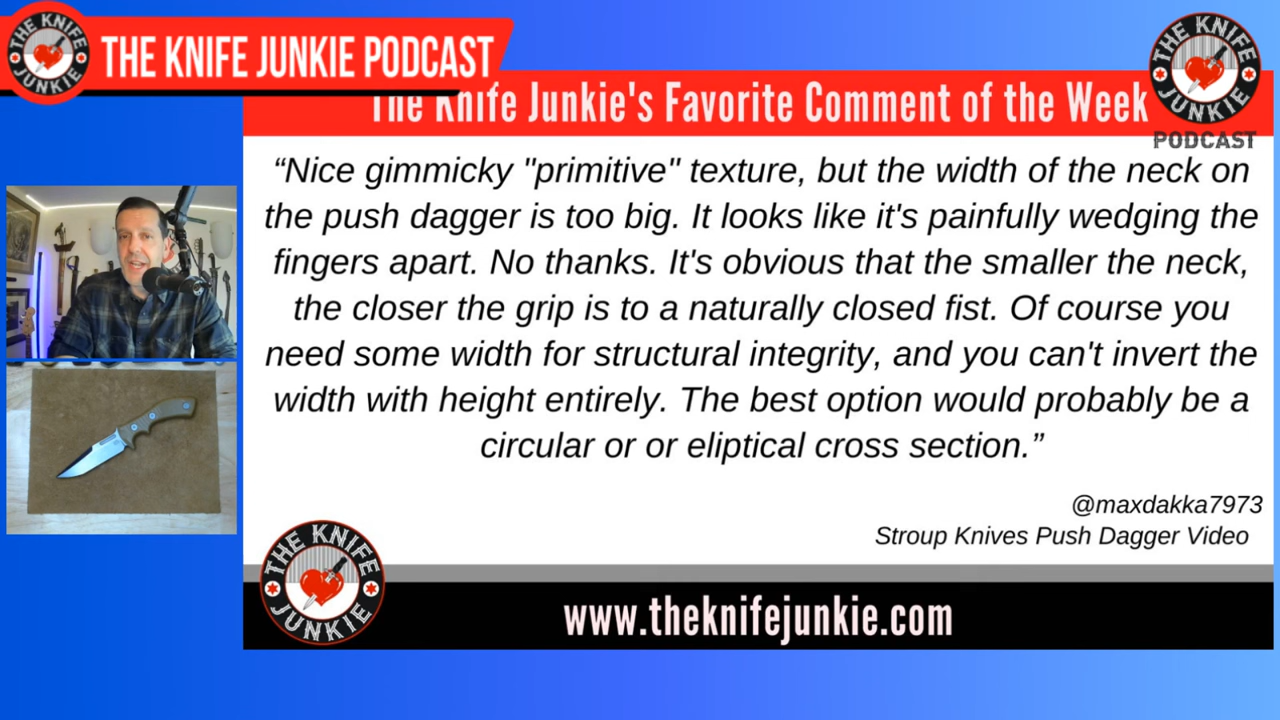 THE KNIFE JUNKIE
THE KNIFE JUNKIE PODCAST
THE KNIFE JUNKIE
PODCAST
The Knife Junkie's Favorite Comment of the Week
“Nice gimmicky "primitive" texture, but the width of the neck on
the push dagger is too big. It looks like it's painfully wedging the
fingers apart. No thanks. It's obvious that the smaller the neck,
the closer the grip is to a naturally closed fist. Of course you
need some width for structural integrity, and you can't invert the
width with height entirely. The best option would probably be a
circular or or eliptical cross section.”
@maxdakka7973
Stroup Knives Push Dagger Video
THE KNIFE JUNKIE
www.theknifejunkie.com